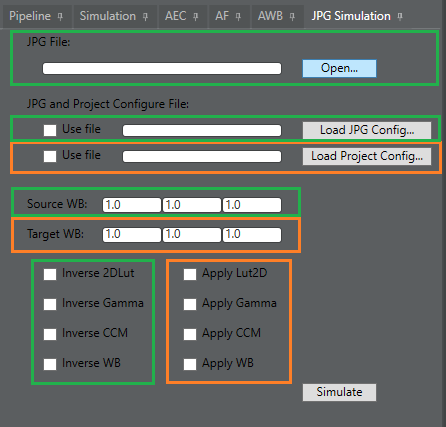 Pipeline Simulation AEC AF AWB JPG Simulation
JPG File:
Open...
JPG and Project Configure File:
Use file Load JPG Config...
Use file Load Project Config...
Source WB: 1.0 1.0 1.0
Target WB: 1.0 1.0 1.0
Inverse 2DLut Apply Lut2D
Inverse Gamma Apply Gamma
Inverse CCM Apply CCM
Inverse WB Apply WB
Simulate